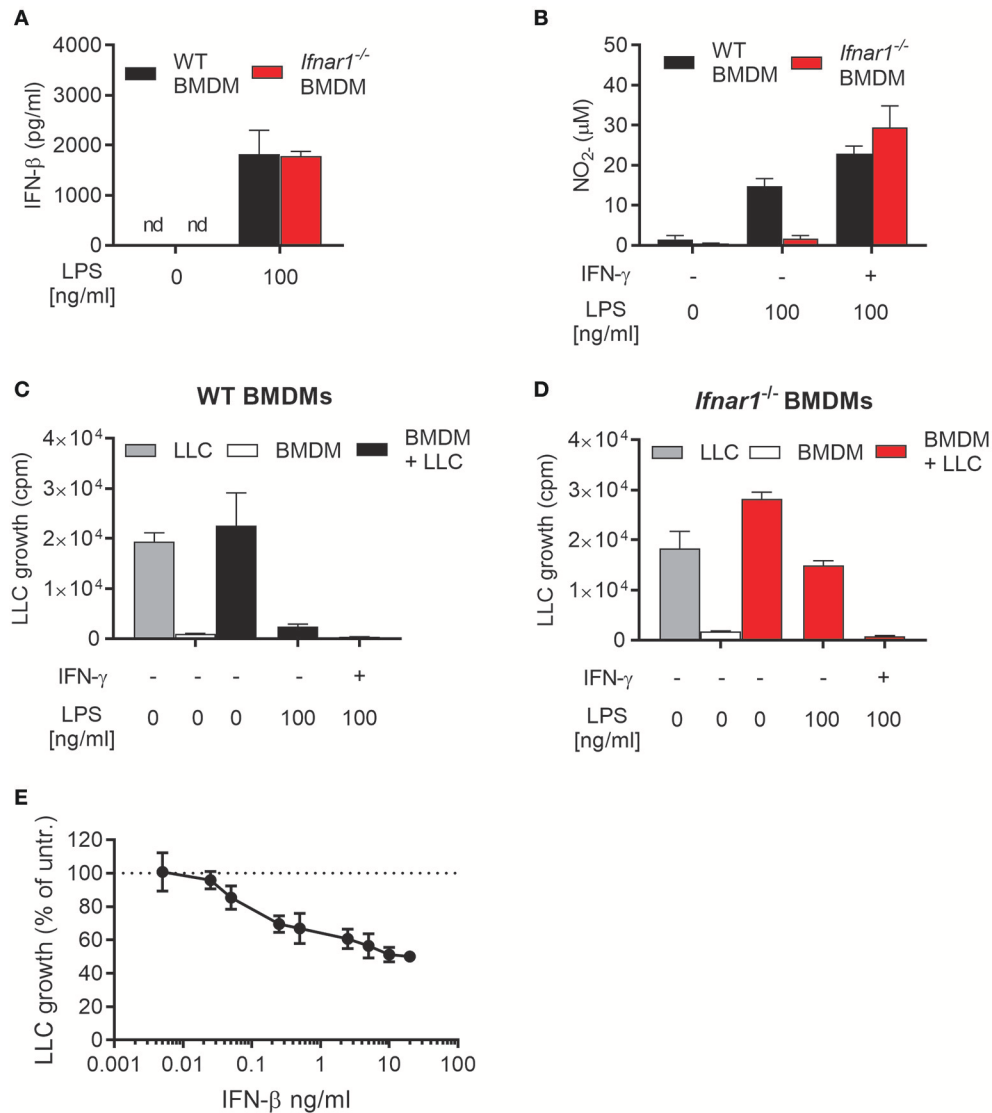 A
4000
3000
2000
1000
0
IFN-β (pg/ml)
WT
BMDM
Ifnar1-/-
BMDM
nd nd
LPS
[ng/ml]
0 100
B
50
40
30
20
10
0
NO2- (μM)
WT
BMDM
Ifnar1-/-
BMDM
IFN-γ - - +
LPS
[ng/ml]
0 100 100
C
WT BMDMs
4×10^4
3×10^4
2×10^4
1×10^4
0
LLC growth (cpm)
LLC BMDM BMDM
+ LLC
IFN-γ - - - - +
LPS
[ng/ml]
0 0 0 100 100
D
Ifnar1-/- BMDMs
4×10^4
3×10^4
2×10^4
1×10^4
0
LLC growth (cpm)
LLC BMDM BMDM
+ LLC
IFN-γ - - - - +
LPS
[ng/ml]
0 0 0 100 100
E
120
100
80
60
40
20
0
LLC growth (% of untr.)
0.001 0.01 0.1 1 10 100
IFN-β ng/ml